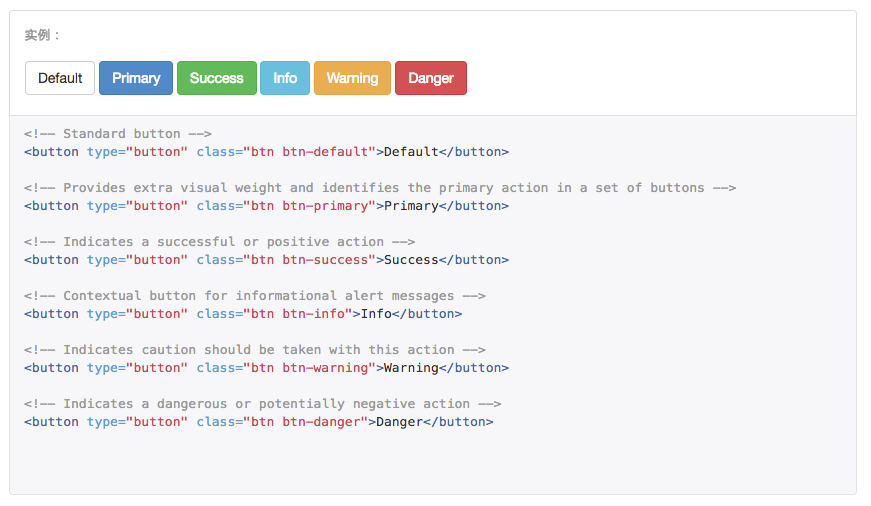 实例：
Default Primary Success Info Warning Danger
<!-- Standard button -->
<button type="button" class="btn btn-default">Default</button>
<!-- Provides extra visual weight and identifies the primary action in a set of buttons -->
<button type="button" class="btn btn-primary">Primary</button>
<!-- Indicates a successful or positive action -->
<button type="button" class="btn btn-success">Success</button>
<!-- Contextual button for informational alert messages -->
<button type="button" class="btn btn-info">Info</button>
<!-- Indicates caution should be taken with this action -->
<button type="button" class="btn btn-warning">Warning</button>
<!-- Indicates a dangerous or potentially negative action -->
<button type="button" class="btn btn-danger">Danger</button>